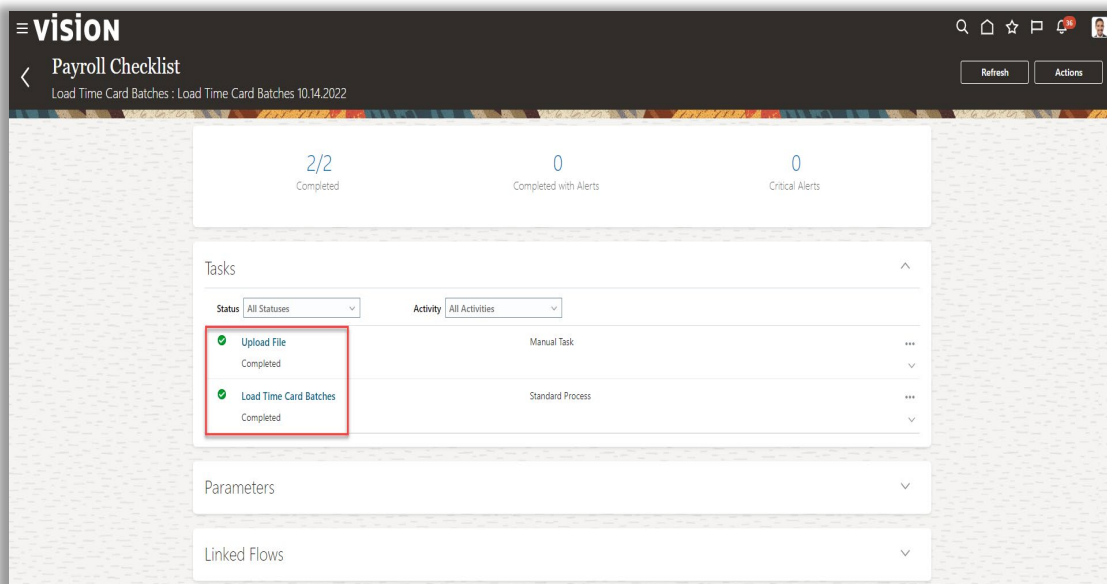 vision
36
Payroll Checklist
Load Time Card Batches : Load Time Card Batches 10.14.2022
Refresh
Actions
2/2
Completed
0
Completed with Alerts
0
Critical Alerts
Tasks
Status All Statuses Activity All Activities
Upload File Manual Task
Completed
Load Time Card Batches Standard Process
Completed
Parameters
Linked Flows